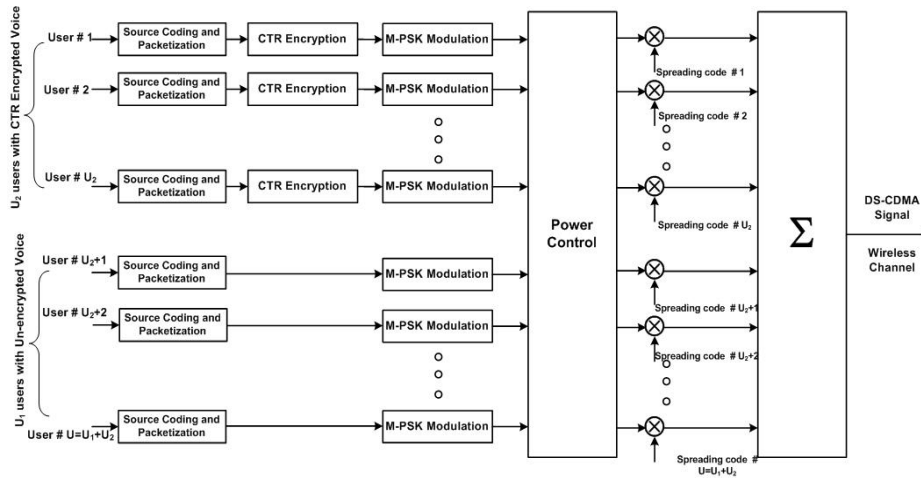 U₂ users with CTR Encrypted Voice
User # 1
Source Coding and
Packetization
CTR Encryption
M-PSK Modulation
Spreading code # 1
User # 2
Source Coding and
Packetization
CTR Encryption
M-PSK Modulation
Spreading code # 2
User # U₂
Source Coding and
Packetization
CTR Encryption
M-PSK Modulation
Spreading code # U₂
Power
Control
Σ
DS-CDMA
Signal
Wireless
Channel
U₁ users with Un-encrypted Voice
User # U₂+1
Source Coding and
Packetization
M-PSK Modulation
Spreading code # U₂+1
User # U₂+2
Source Coding and
Packetization
M-PSK Modulation
Spreading code # U₂+2
User # U=U₁+U₂
Source Coding and
Packetization
M-PSK Modulation
Spreading code #
U=U₁+U₂